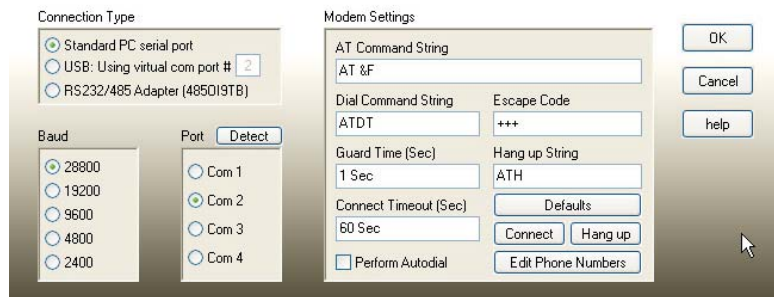 Connection Type
Standard PC serial port
USB: Using virtual com port # 2
RS232/485 Adapter (485OI9TB)
Baud
28800
19200
9600
4800
2400
Port Detect
Com 1
Com 2
Com 3
Com 4
Modem Settings
AT Command String
AT &F
Dial Command String
ATDT
Escape Code
+++
Guard Time (Sec)
1 Sec
Hang up String
ATH
Connect Timeout (Sec)
60 Sec
Defaults
Connect Hang up
Perform Autodial
Edit Phone Numbers
OK
Cancel
help